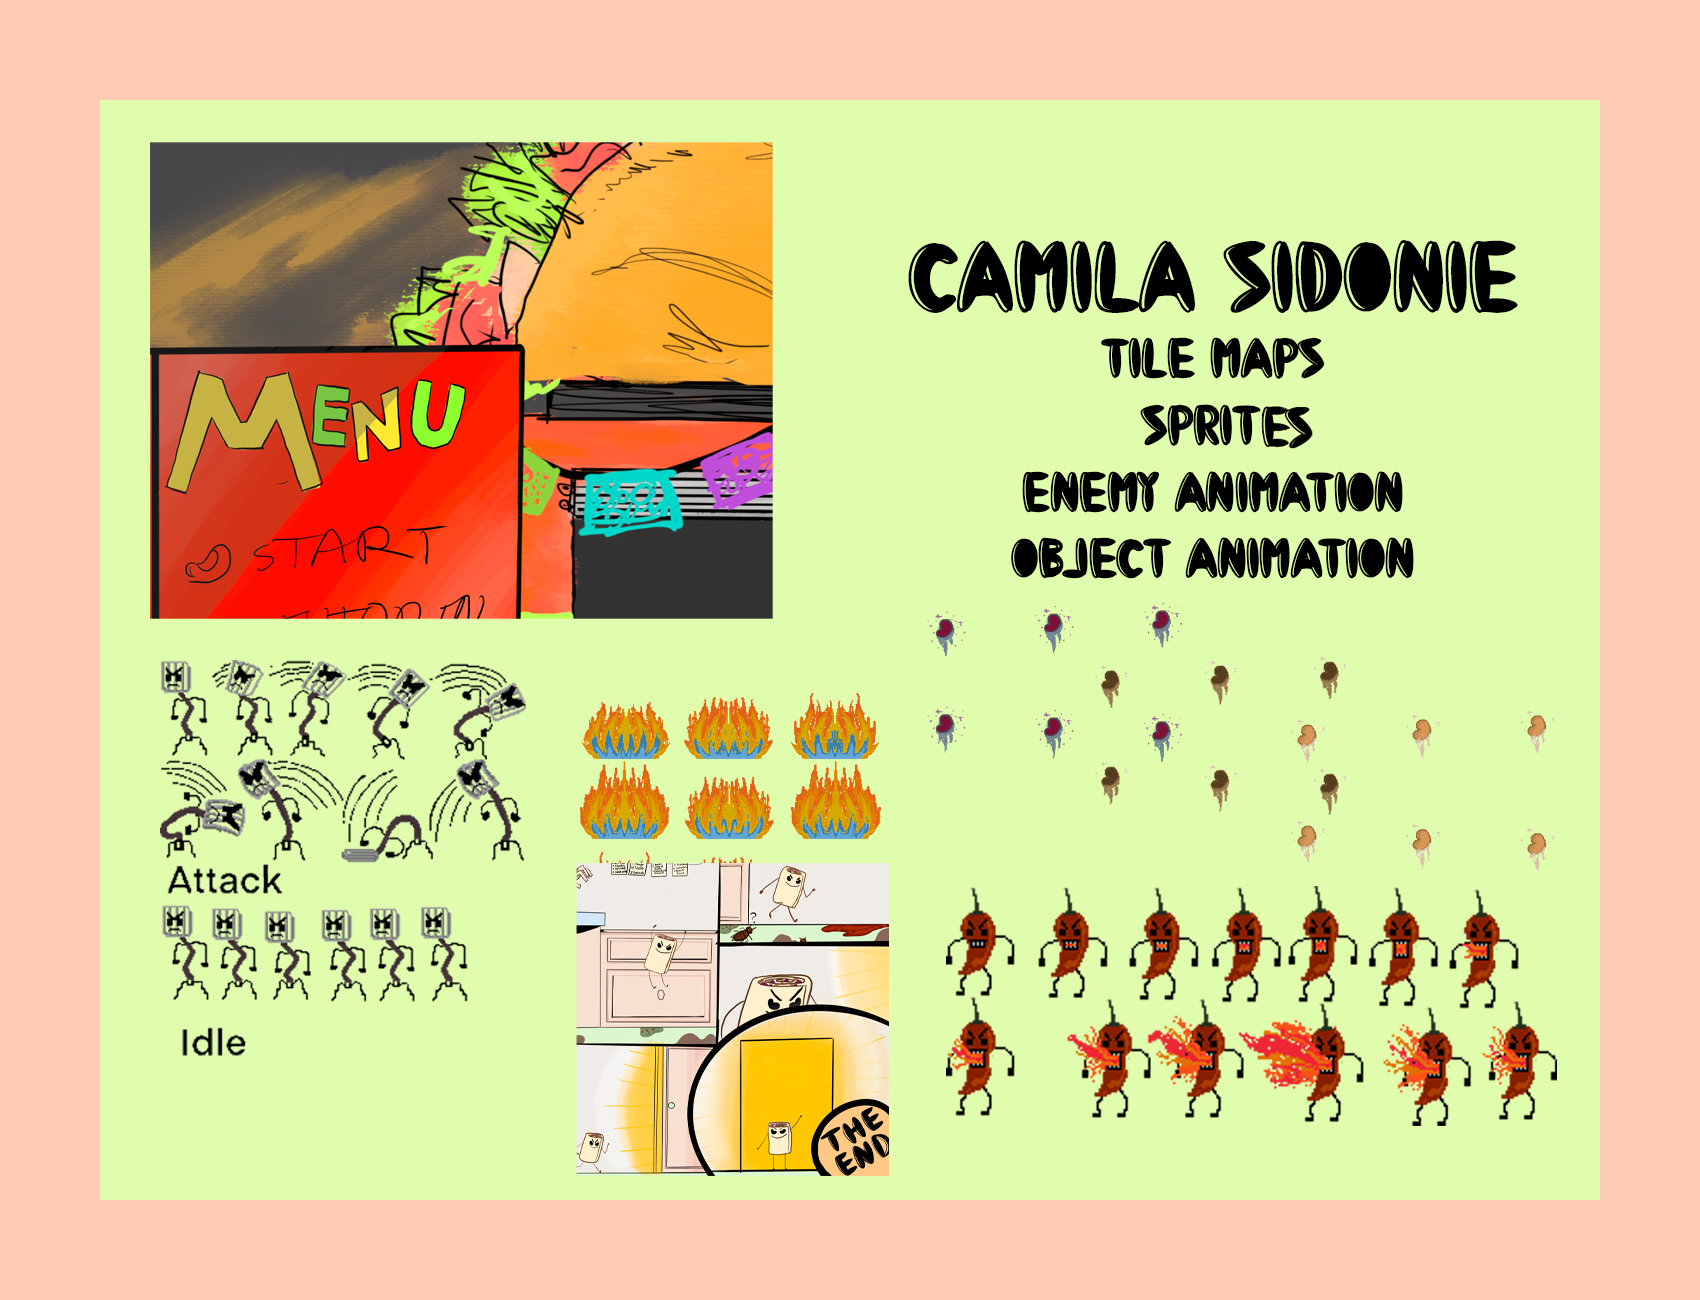 MENU
START
CAMILA SIDONIE
TILE MAPS
SPRITES
ENEMY ANIMATION
OBJECT ANIMATION
Attack
Idle
?
THE
END